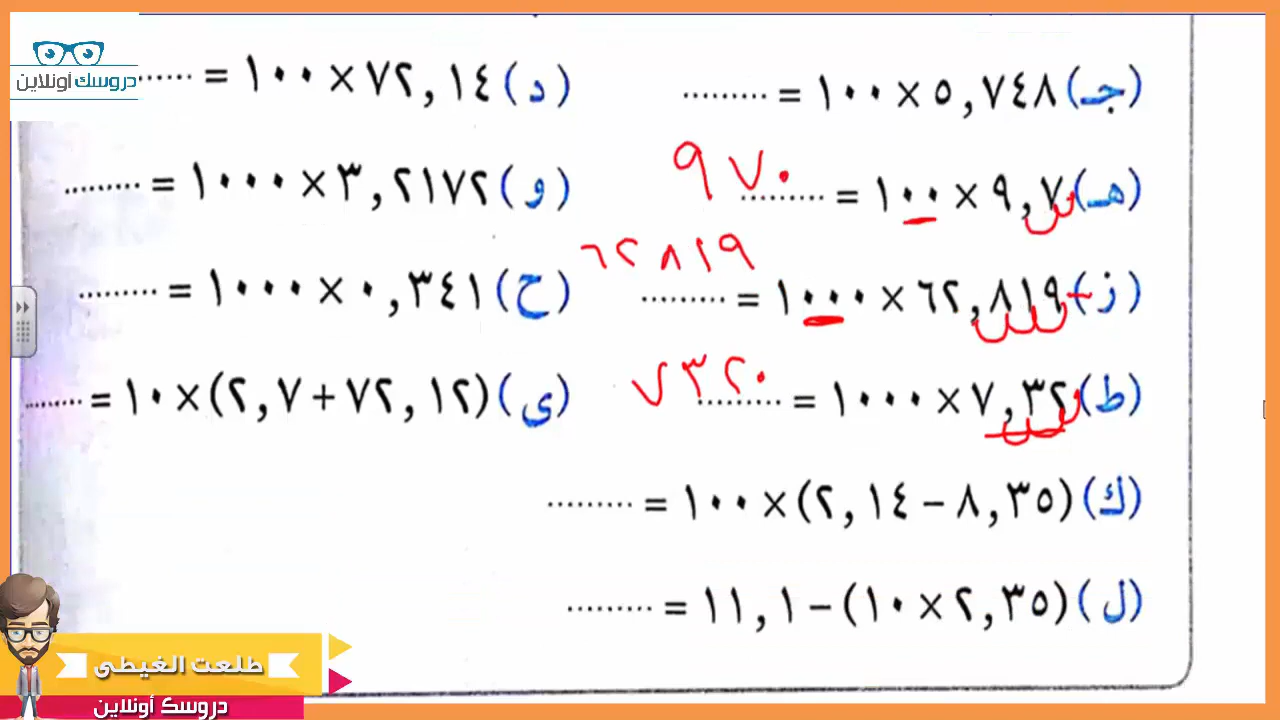 دروسك أونلاين
(جـ) ٥,٧٤٨ × ١٠٠ = .........
(د) ٧٢,١٤ × ١٠٠ = .........
(هـ) ٩,٧ × ١٠٠ = ......... ٩٧٠
(و) ٣,٢١٧٢ × ١٠٠٠ = .........
(ز) ٦٢,٨١٩ × ١٠٠٠ = ......... ٦٢٨١٩
(ح) ٠,٣٤١ × ١٠٠٠ = .........
(ط) ٧,٣٢ × ١٠٠٠ = ......... ٧٣٢٠
(ى) (٧٢,١٢ + ٢,٧) × ١٠ = .........
(ك) (٨,٣٥ − ٢,١٤) × ١٠٠ = .........
(ل) (٢,٣٥ × ١٠) − ١١,١ = .........
طلعت الغيطى
دروسك أونلاين